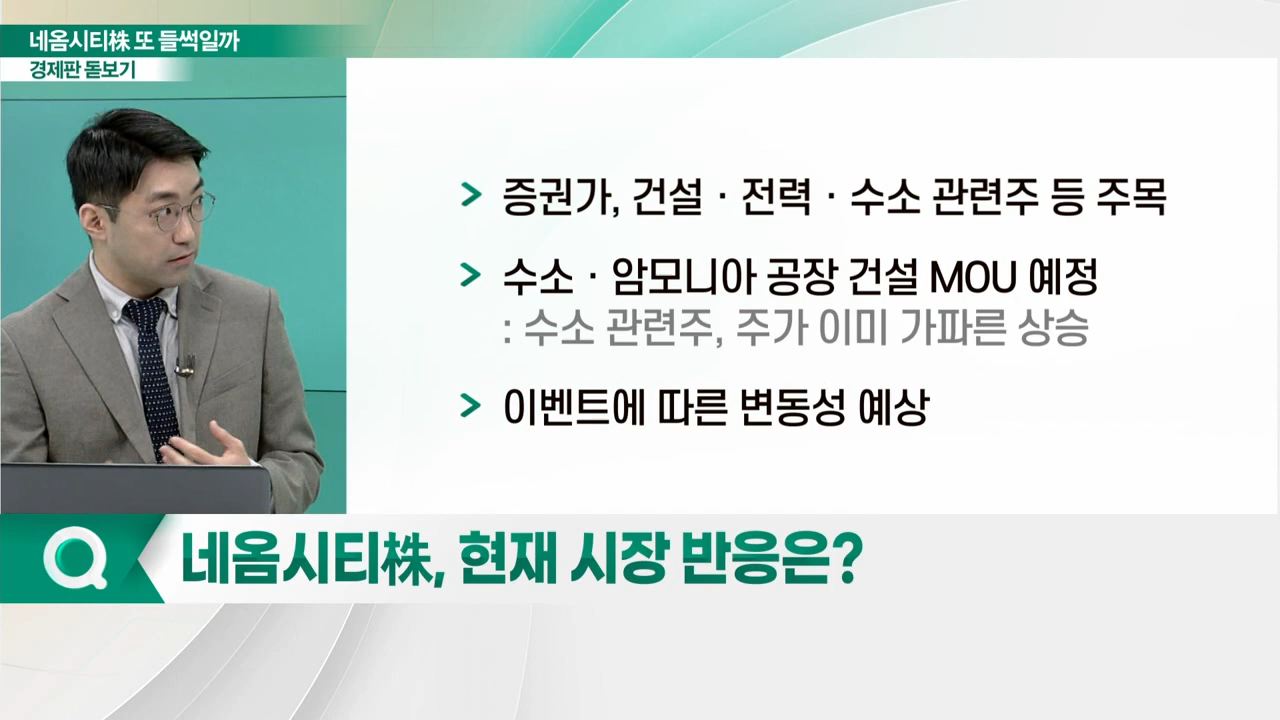 네옴시티株 또 들썩일까
경제판 돋보기
> 증권가, 건설 · 전력 · 수소 관련주 등 주목
> 수소 · 암모니아 공장 건설 MOU 예정
: 수소 관련주, 주가 이미 가파른 상승
> 이벤트에 따른 변동성 예상
Q 네옴시티株, 현재 시장 반응은?